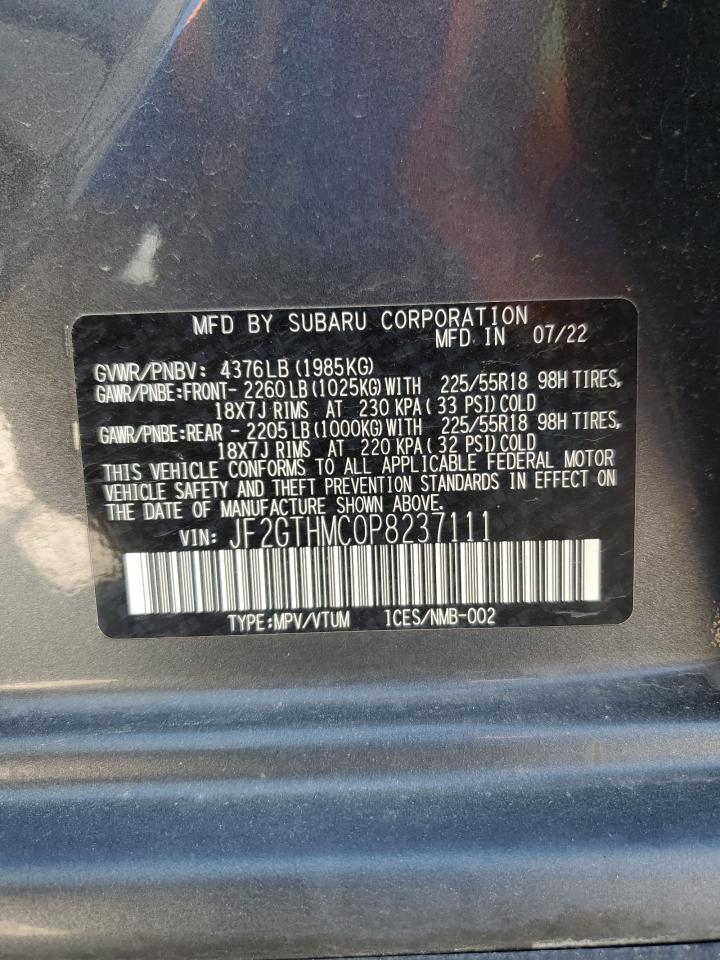 MFD BY SUBARU CORPORATION
MFD IN 07/22
GVWR/PNBV: 4376LB (1985KG)
GAWR/PNBE:FRONT- 2260 LB (1025KG) WITH 225/55R18 98H TIRES,
18X7J RIMS AT 230 KPA ( 33 PSI) COLD
GAWR/PNBE:REAR - 2205 LB (1000KG) WITH 225/55R18 98H TIRES,
18X7J RIMS AT 220 KPA ( 32 PSI) COLD
THIS VEHICLE CONFORMS TO ALL APPLICABLE FEDERAL MOTOR
VEHICLE SAFETY AND THEFT PREVENTION STANDARDS IN EFFECT ON
THE DATE OF MANUFACTURE SHOWN ABOVE.
VIN: JF2GTHMC0P8237111
TYPE:MPV/VTUM ICES/NMB-002